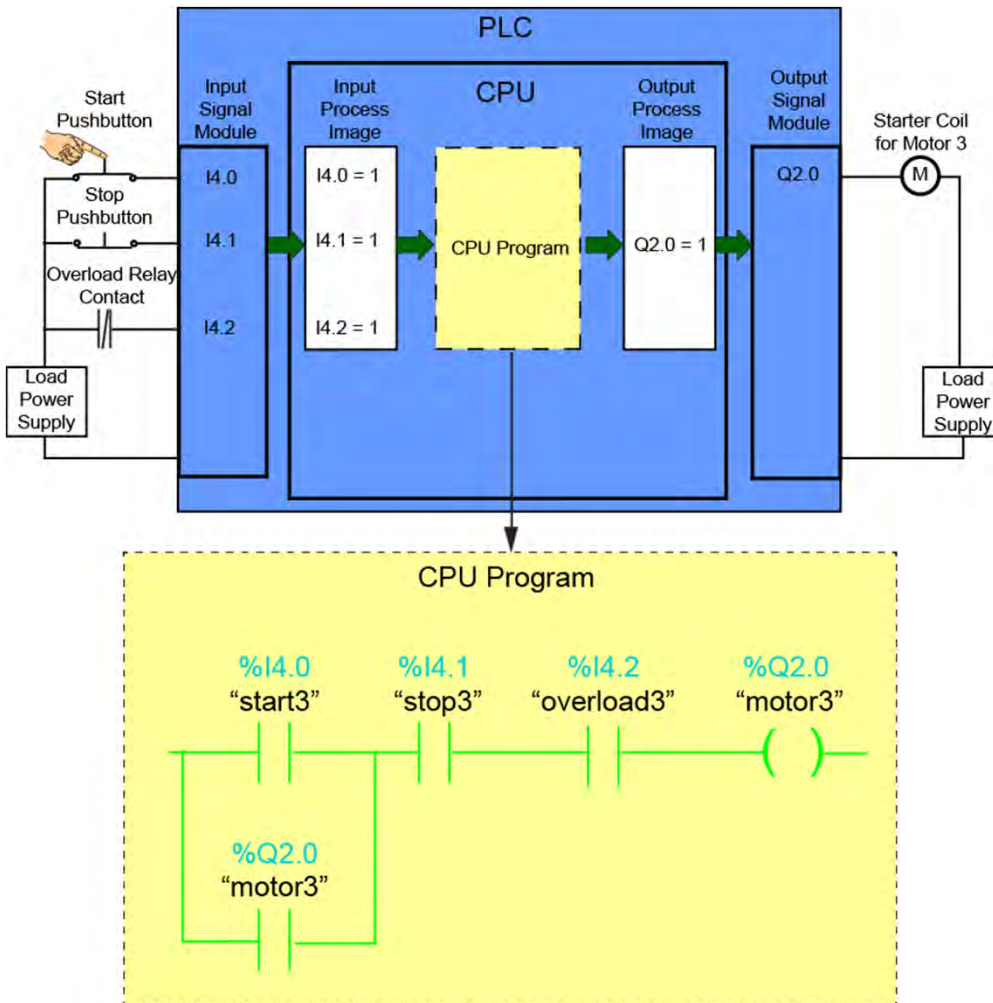 PLC
CPU
Input
Signal
Module
Input
Process
Image
Output
Process
Image
Output
Signal
Module
Start
Pushbutton
Stop
Pushbutton
Overload Relay
Contact
Load
Power
Supply
I4.0
I4.1
I4.2
I4.0 = 1
I4.1 = 1
I4.2 = 1
CPU Program
Q2.0 = 1
Q2.0
Starter Coil
for Motor 3
M
Load
Power
Supply
CPU Program
%I4.0
“start3”
%I4.1
“stop3”
%I4.2
“overload3”
%Q2.0
“motor3”
%Q2.0
“motor3”